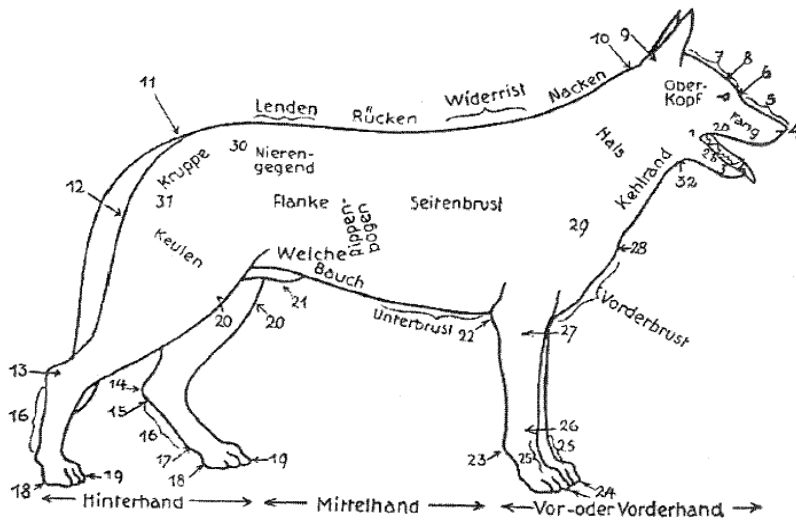 9
10
7
8
6
5
Nacken
Ober-
Kopf
4
Widerrist
Fang
20
11
Lenden
Rücken
1
Hals
28
30
Nieren-
gegend
Kruppe
Kehlrand
32
12
31
Flanke
Rippen-
bogen
Seitenbrust
29
Keulen
Welche
28
Bauch
20
20
21
Unterbrust
22
Vorderbrust
27
13
14
15
16
16
26
25
25
17
23
18
19
19
18
24
Hinterhand
Mittelhand
Vor- oder Vorderhand